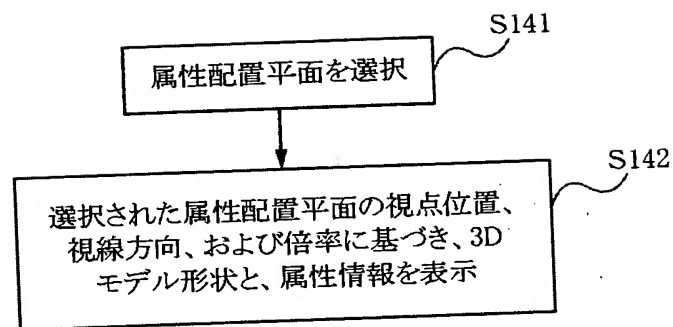 S141
属性配置平面を選択
S142
選択された属性配置平面の視点位置、
視線方向、および倍率に基づき、3D
モデル形状と、属性情報を表示